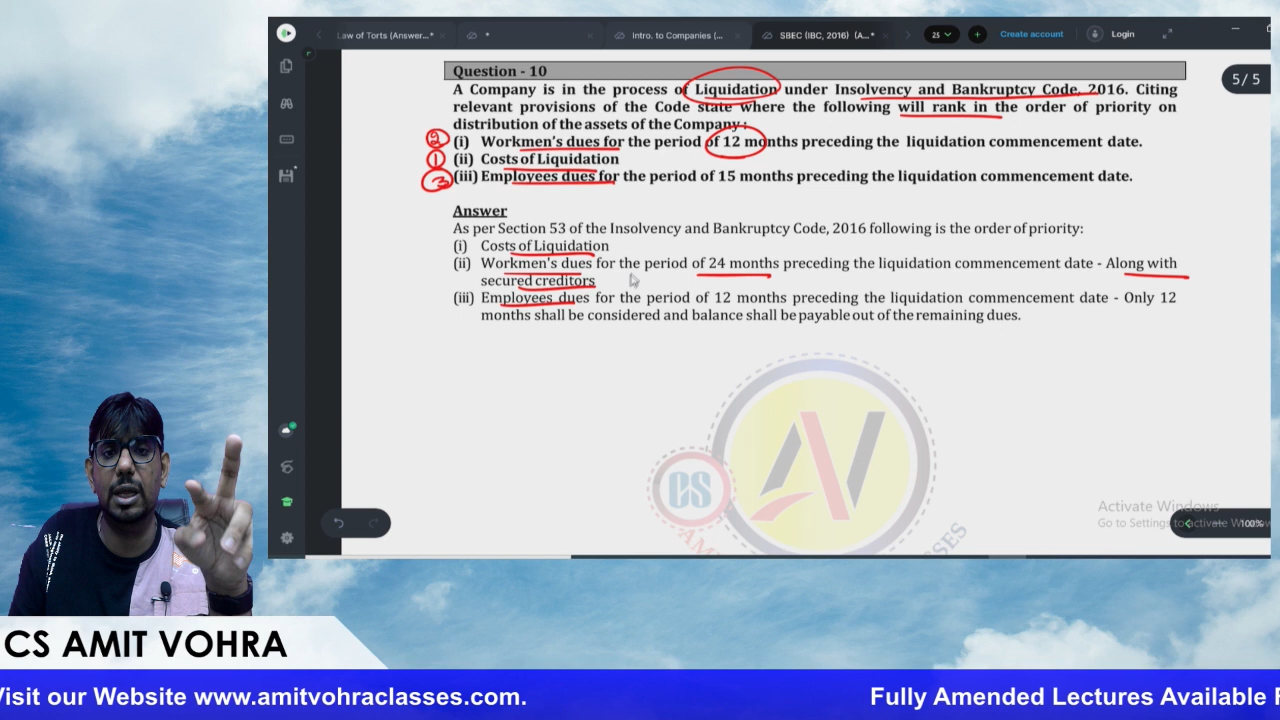 Law of Torts (Answer...*
*
Intro. to Companies (...
SBEC (IBC, 2016) (A...*
25
Create account
Login
5 / 5
Question - 10
A Company is in the process of Liquidation under Insolvency and Bankruptcy Code, 2016. Citing
relevant provisions of the Code state where the following will rank in the order of priority on
distribution of the assets of the Company:
2 (i) Workmen's dues for the period of 12 months preceding the liquidation commencement date.
1 (ii) Costs of Liquidation
3 (iii) Employees dues for the period of 15 months preceding the liquidation commencement date.
Answer
As per Section 53 of the Insolvency and Bankruptcy Code, 2016 following is the order of priority:
(i) Costs of Liquidation
(ii) Workmen's dues for the period of 24 months preceding the liquidation commencement date - Along with
secured creditors
(iii) Employees dues for the period of 12 months preceding the liquidation commencement date - Only 12
months shall be considered and balance shall be payable out of the remaining dues.
AV
CS
Activate Windows
Go to Settings to activate
100%
CS AMIT VOHRA
Visit our Website www.amitvohraclasses.com.
Fully Amended Lectures Available